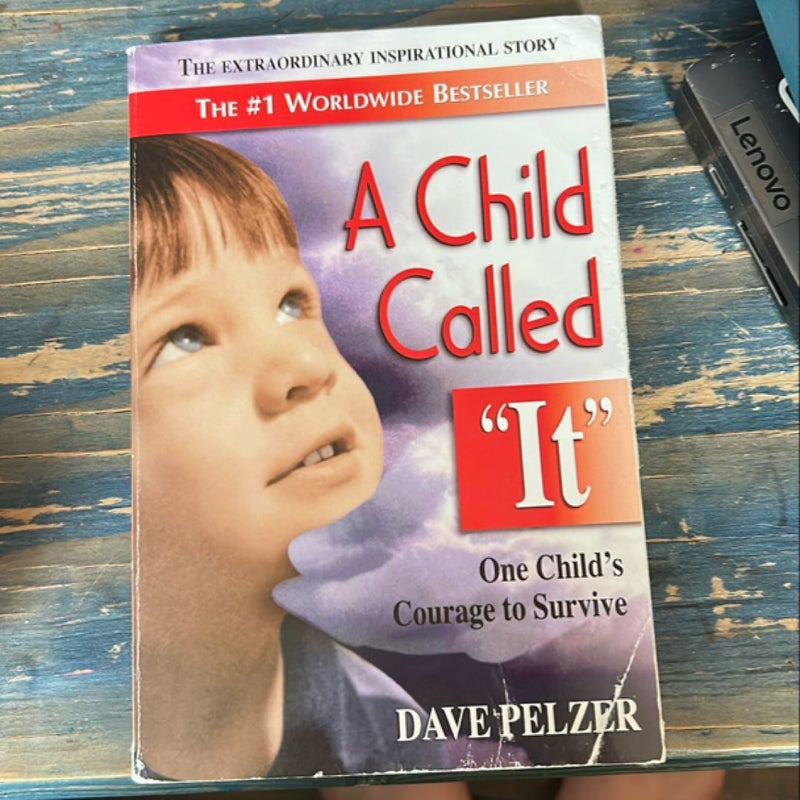 THE EXTRAORDINARY INSPIRATIONAL STORY
THE #1 WORLDWIDE BESTSELLER
A Child
Called
“It”
One Child’s
Courage to Survive
DAVE PELZER
Lenovo